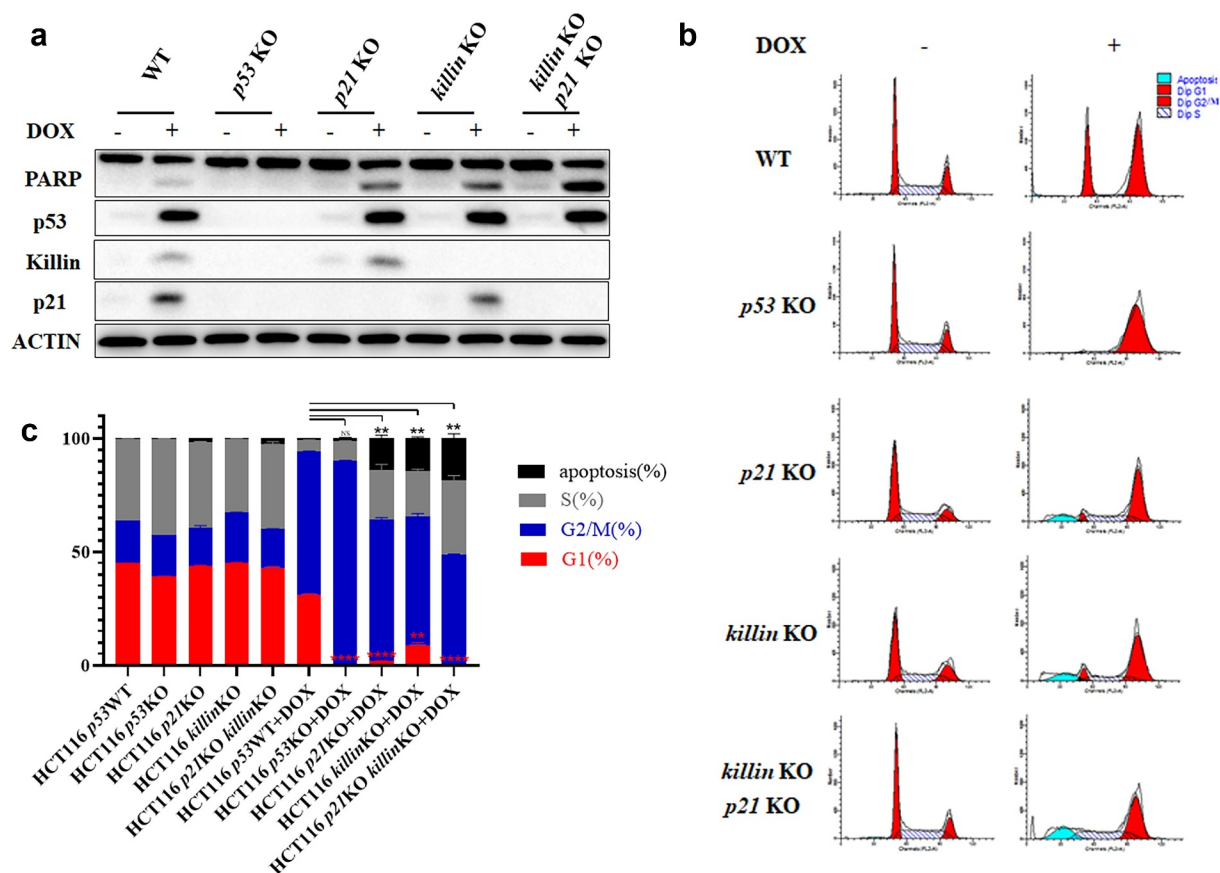 a
WT
p53 KO
p21 KO
killin KO
killin KO
p21 KO
DOX - + - + - + - + - +
PARP
p53
Killin
p21
ACTIN
b
DOX - +
Apoptosis
Dip G1
Dip G2/M
Dip S
WT
p53 KO
p21 KO
killin KO
killin KO
p21 KO
c
100
50
0
NS
**
**
**
**
****
****
****
apoptosis(%)
S(%)
G2/M(%)
G1(%)
HCT116 p53WT
HCT116 p53KO
HCT116 p21KO
HCT116 killinKO
HCT116 p21KO killinKO
HCT116 p53WT+DOX
HCT116 p53KO+DOX
HCT116 p21KO+DOX
HCT116 killinKO+DOX
HCT116 p21KO killinKO+DOX